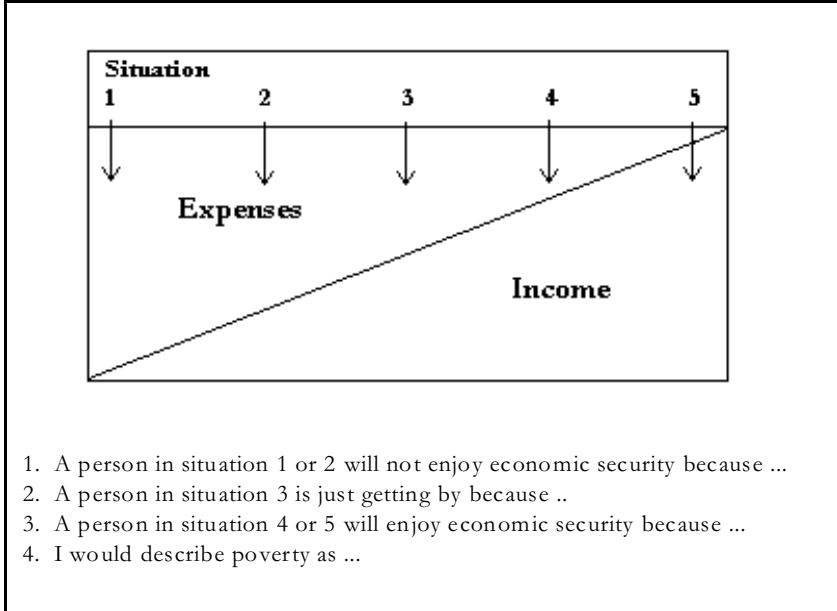 Situation
1 2 3 4 5
Expenses
Income
1. A person in situation 1 or 2 will not enjoy economic security because ...
2. A person in situation 3 is just getting by because ..
3. A person in situation 4 or 5 will enjoy economic security because ...
4. I would describe poverty as ...